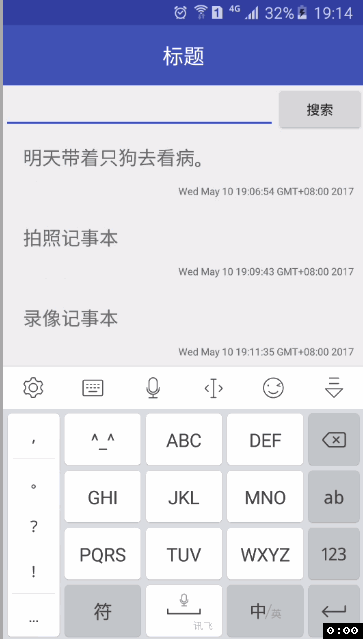 4G 1 32% 19:14
标题
搜索
明天带着只狗去看病。
Wed May 10 19:06:54 GMT+08:00 2017
拍照记事本
Wed May 10 19:09:43 GMT+08:00 2017
录像记事本
Wed May 10 19:11:35 GMT+08:00 2017
, ^_^ ABC DEF
。 GHI JKL MNO ab
?
! PQRS TUV WXYZ 123
... 符 讯飞 中/英
0:00